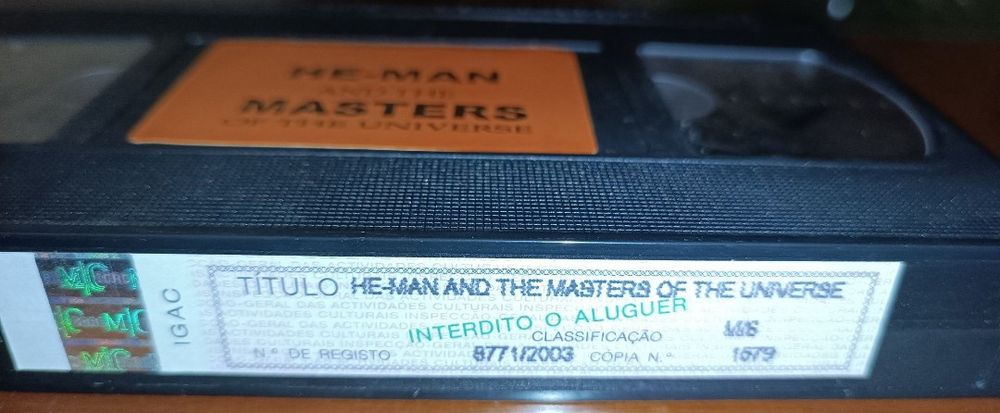 HE-MAN
AND THE
MASTERS
OF THE UNIVERSE
M|C
IGAC
TÍTULO HE-MAN AND THE MASTERS OF THE UNIVERSE
INTERDITO O ALUGUER
CLASSIFICAÇÃO M/6
N.º DE REGISTO 8771/2003 CÓPIA N.º 1679